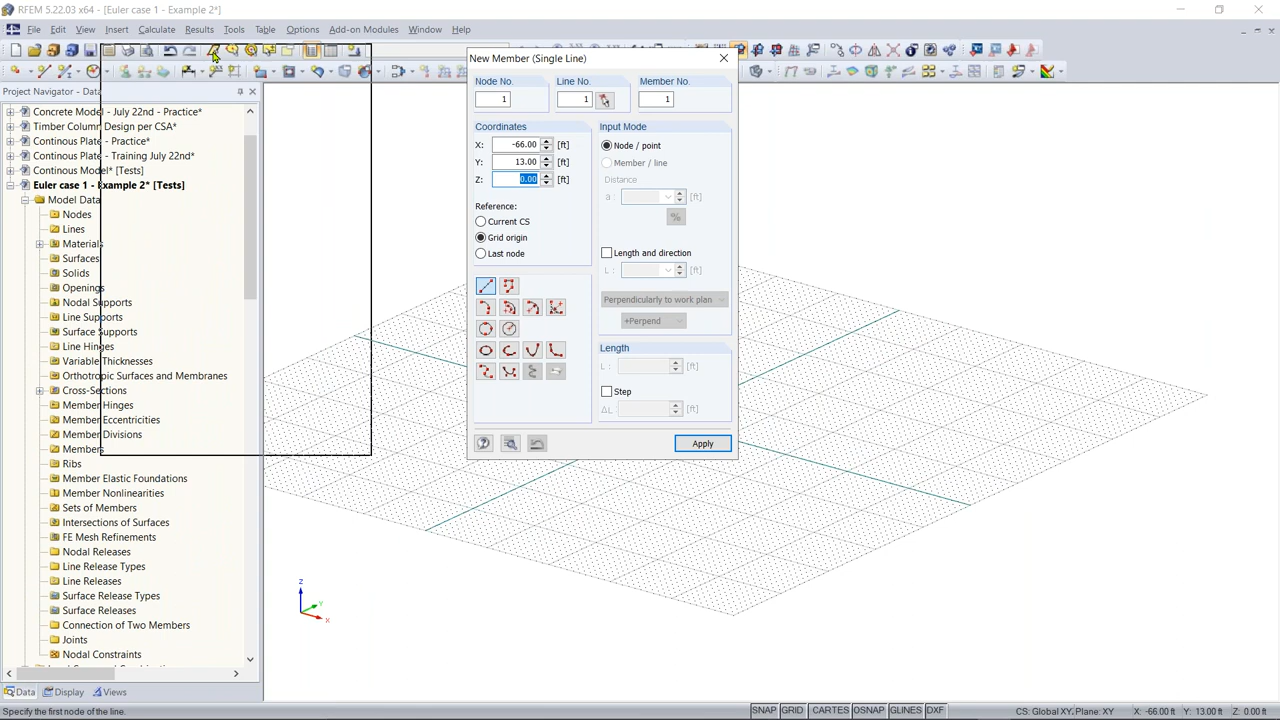 RFEM 5.22.03 x64 - [Euler case 1 - Example 2*]
File Edit View Insert Calculate Results Tools Table Options Add-on Modules Window Help
Project Navigator - Data
Concrete Model - July 22nd - Practice*
Timber Column Design per CSA*
Continous Plate - Practice*
Continous Plate - Training July 22nd*
Continous Model* [Tests]
Euler case 1 - Example 2* [Tests]
Model Data
Nodes
Lines
Materials
Surfaces
Solids
Openings
Nodal Supports
Line Supports
Surface Supports
Line Hinges
Variable Thicknesses
Orthotropic Surfaces and Membranes
Cross-Sections
Member Hinges
Member Eccentricities
Member Divisions
Members
Ribs
Member Elastic Foundations
Member Nonlinearities
Sets of Members
Intersections of Surfaces
FE Mesh Refinements
Nodal Releases
Line Release Types
Line Releases
Surface Release Types
Surface Releases
Connection of Two Members
Joints
Nodal Constraints
Data Display Views
New Member (Single Line)
Node No. Line No. Member No.
1 1 1
Coordinates
X: -66.00 [ft]
Y: 13.00 [ft]
Z: 0.00 [ft]
Reference:
Current CS
Grid origin
Last node
Input Mode
Node / point
Member / line
Distance
a : [ft]
%
Length and direction
L : [ft]
Perpendicularly to work plan
+Perpend
Length
L : [ft]
Step
ΔL : [ft]
Apply
Z
Y
X
Specify the first node of the line.
SNAP GRID CARTES OSNAP GLINES DXF
CS: Global XY, Plane: XY X: -66.00 ft Y: 13.00 ft Z: 0.00 ft